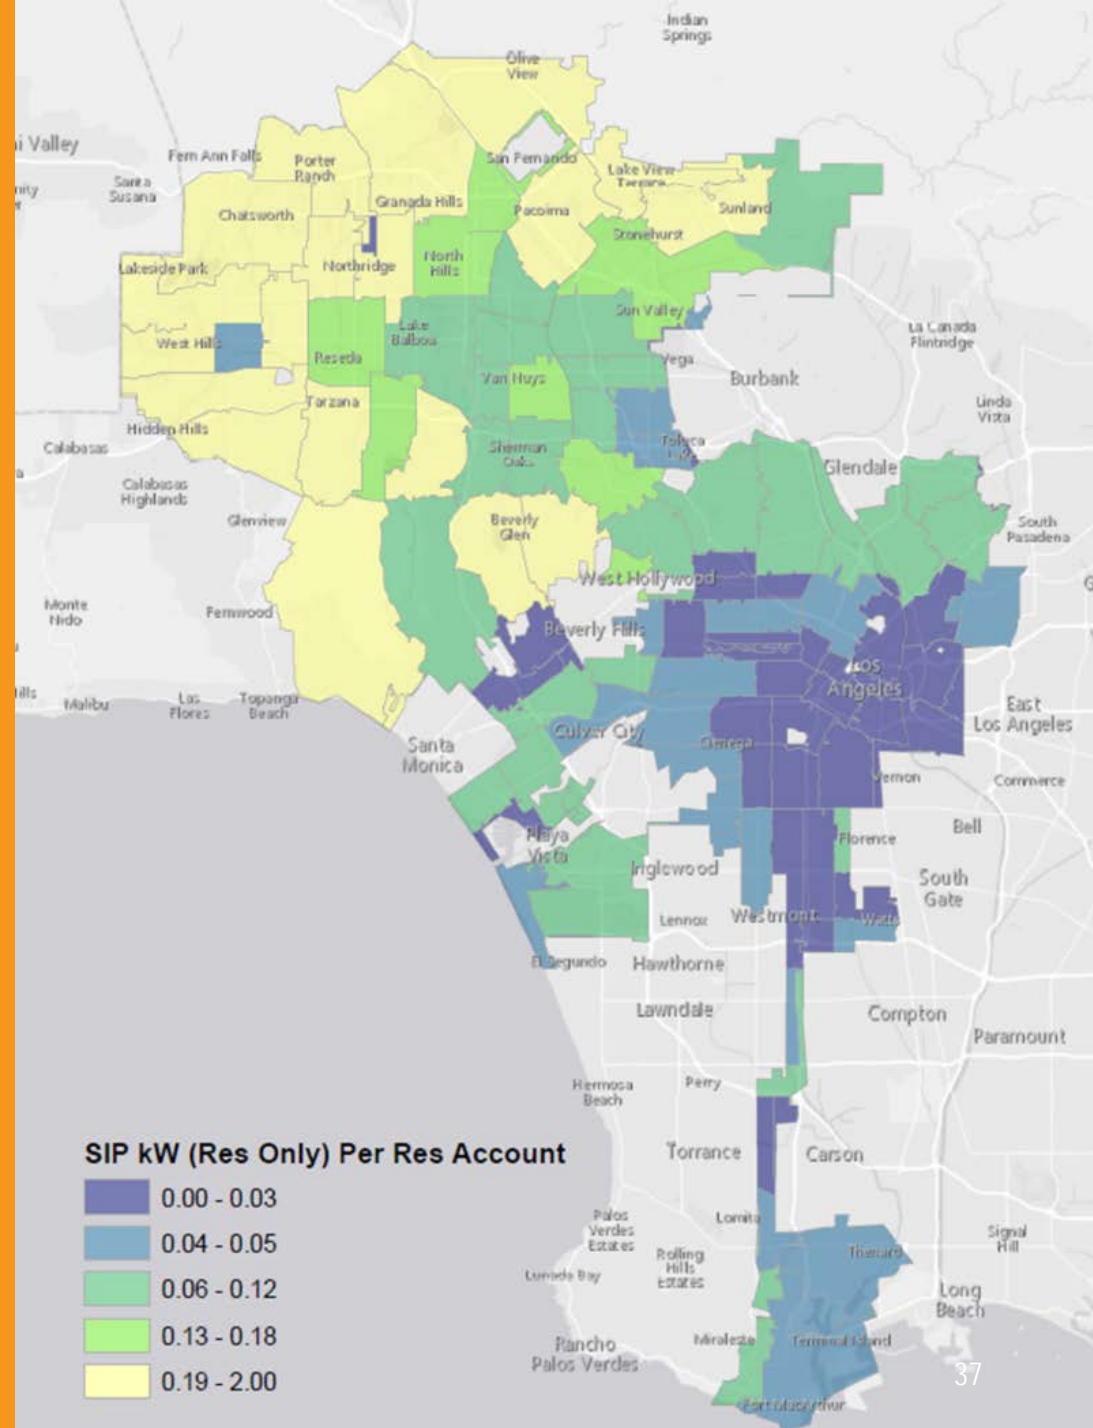 Indian
Springs
Olive
View
i Valley
Fern Ann Falls
Porter
Ranch
San Fernando
Lake View
Terrace
Santa
Susana
Chatsworth
Granada Hills
Pacoima
Sunland
Stonehurst
Lakeside Park
Northridge
North
Hills
Sun Valley
La Canada
Flintridge
West Hills
Reseda
Lake
Balboa
Vega
Van Nuys
Burbank
Tarzana
Linda
Vista
Hidden Hills
Calabasas
Sherman
Oaks
Toluca
Glendale
Calabasas
Highlands
Glenview
Beverly
Glen
South
Pasadena
West Hollywood
Monte
Nido
Fernwood
Beverly Hills
Los
Angeles
Malibu
Las
Flores
Topanga
Beach
East
Los Angeles
Santa
Monica
Culver City
Cienega
Vernon
Commerce
Playa
Vista
Florence
Bell
Inglewood
South
Gate
Lennox
Westmont
Watts
El Segundo
Hawthorne
Lawndale
Compton
Paramount
Hermosa
Beach
Perry
Torrance
Carson
SIP kW (Res Only) Per Res Account
0.00 - 0.03
0.04 - 0.05
0.06 - 0.12
0.13 - 0.18
0.19 - 2.00
Palos
Verdes
Estates
Lomita
Rolling
Hills
Estates
Thenard
Signal
Hill
Lunada Bay
Long
Beach
Rancho
Palos Verdes
Miraleste
Terminal Island
Fort MacArthur
37